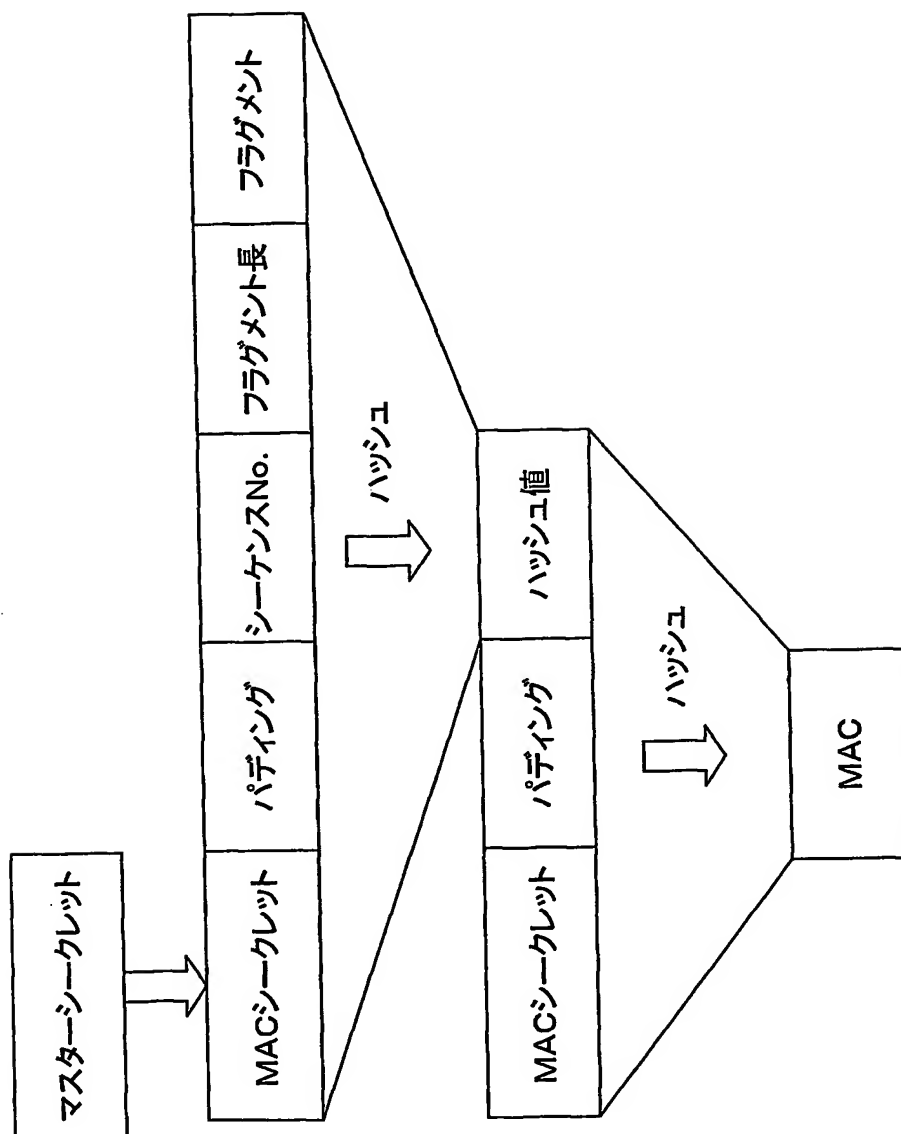 マスターシークレット
MACシークレット
パディング
シーケンスNo.
フラグメント長
フラグメント
ハッシュ
MACシークレット
パディング
ハッシュ値
ハッシュ
MAC